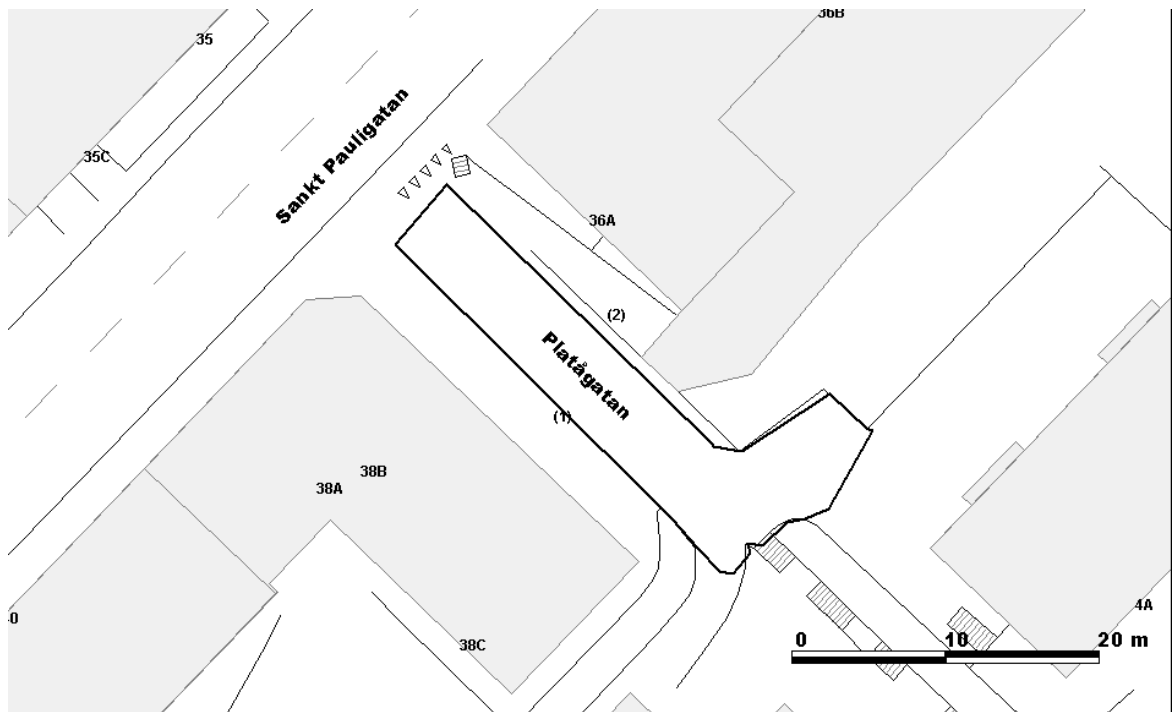 36B
35
35C
Sankt Pauligatan
36A
(2)
Platågatan
(1)
38B
38A
38C
4A
0 10 20 m